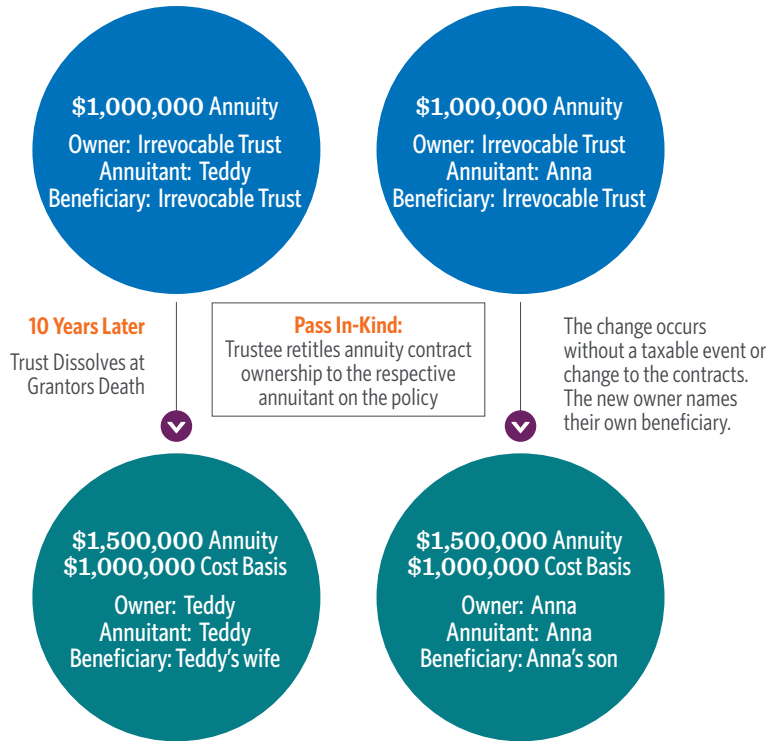 $1,000,000 Annuity
Owner: Irrevocable Trust
Annuitant: Teddy
Beneficiary: Irrevocable Trust
$1,000,000 Annuity
Owner: Irrevocable Trust
Annuitant: Anna
Beneficiary: Irrevocable Trust
10 Years Later
Trust Dissolves at
Grantors Death
Pass In-Kind:
Trustee retitles annuity contract
ownership to the respective
annuitant on the policy
The change occurs
without a taxable event or
change to the contracts.
The new owner names
their own beneficiary.
$1,500,000 Annuity
$1,000,000 Cost Basis
Owner: Teddy
Annuitant: Teddy
Beneficiary: Teddy’s wife
$1,500,000 Annuity
$1,000,000 Cost Basis
Owner: Anna
Annuitant: Anna
Beneficiary: Anna’s son